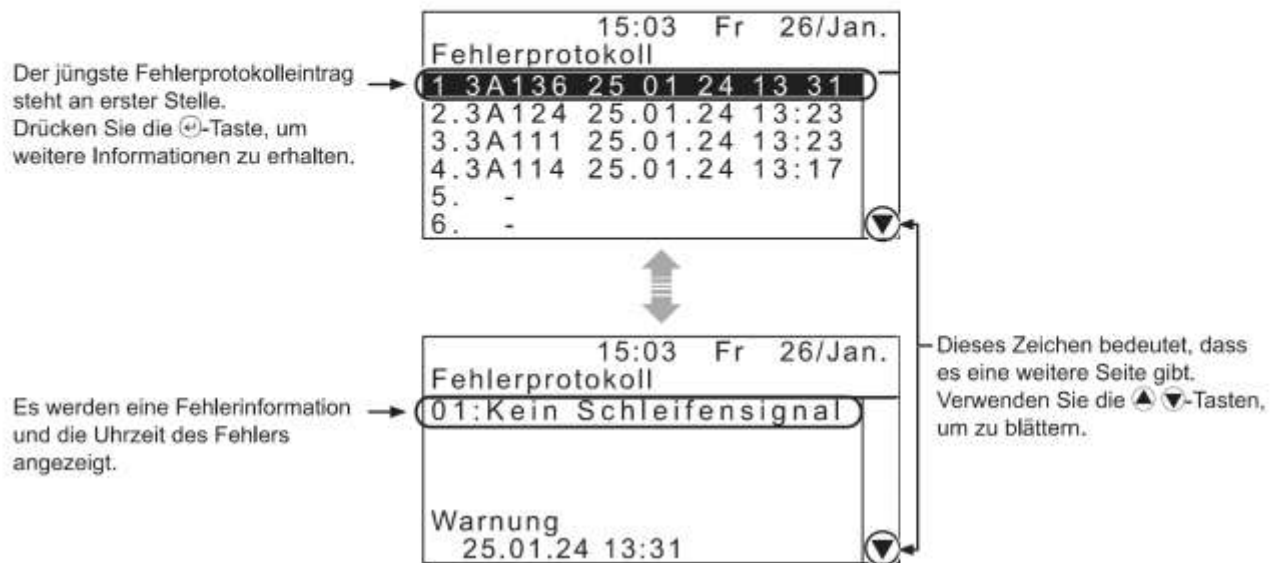 15:03 Fr 26/Jan.
Fehlerprotokoll
1 3A136 25 01 24 13 31
2.3A124 25.01.24 13:23
3.3A111 25.01.24 13:23
4.3A114 25.01.24 13:17
5. -
6. -
Der jüngste Fehlerprotokolleintrag
steht an erster Stelle.
Drücken Sie die ↵-Taste, um
weitere Informationen zu erhalten.
15:03 Fr 26/Jan.
Fehlerprotokoll
01:Kein Schleifensignal
Warnung
25.01.24 13:31
Es werden eine Fehlerinformation
und die Uhrzeit des Fehlers
angezeigt.
Dieses Zeichen bedeutet, dass
es eine weitere Seite gibt.
Verwenden Sie die ▲ ▼-Tasten,
um zu blättern.